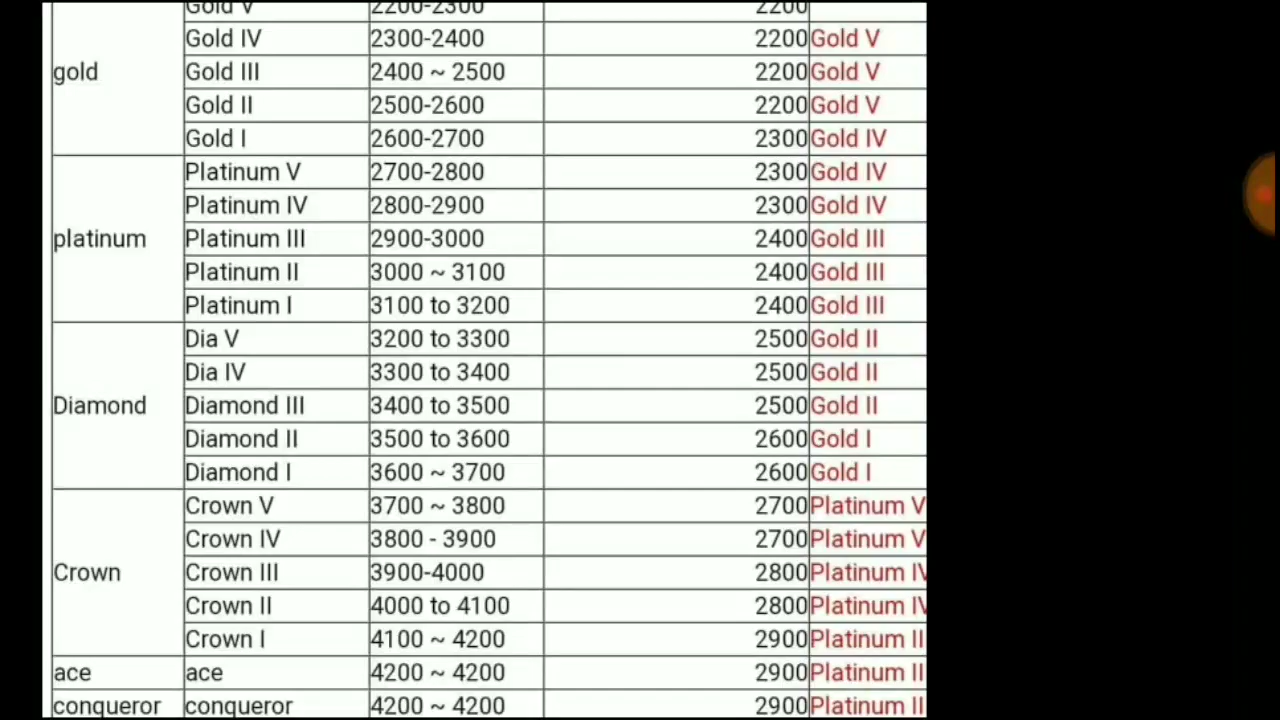 Gold V 2200-2300 2200
Gold IV 2300-2400 2200 Gold V
gold Gold III 2400 ~ 2500 2200 Gold V
Gold II 2500-2600 2200 Gold V
Gold I 2600-2700 2300 Gold IV
Platinum V 2700-2800 2300 Gold IV
Platinum IV 2800-2900 2300 Gold IV
platinum Platinum III 2900-3000 2400 Gold III
Platinum II 3000 ~ 3100 2400 Gold III
Platinum I 3100 to 3200 2400 Gold III
Dia V 3200 to 3300 2500 Gold II
Dia IV 3300 to 3400 2500 Gold II
Diamond Diamond III 3400 to 3500 2500 Gold II
Diamond II 3500 to 3600 2600 Gold I
Diamond I 3600 ~ 3700 2600 Gold I
Crown V 3700 ~ 3800 2700 Platinum V
Crown IV 3800 - 3900 2700 Platinum V
Crown Crown III 3900-4000 2800 Platinum IV
Crown II 4000 to 4100 2800 Platinum IV
Crown I 4100 ~ 4200 2900 Platinum II
ace ace 4200 ~ 4200 2900 Platinum II
conqueror conqueror 4200 ~ 4200 2900 Platinum II